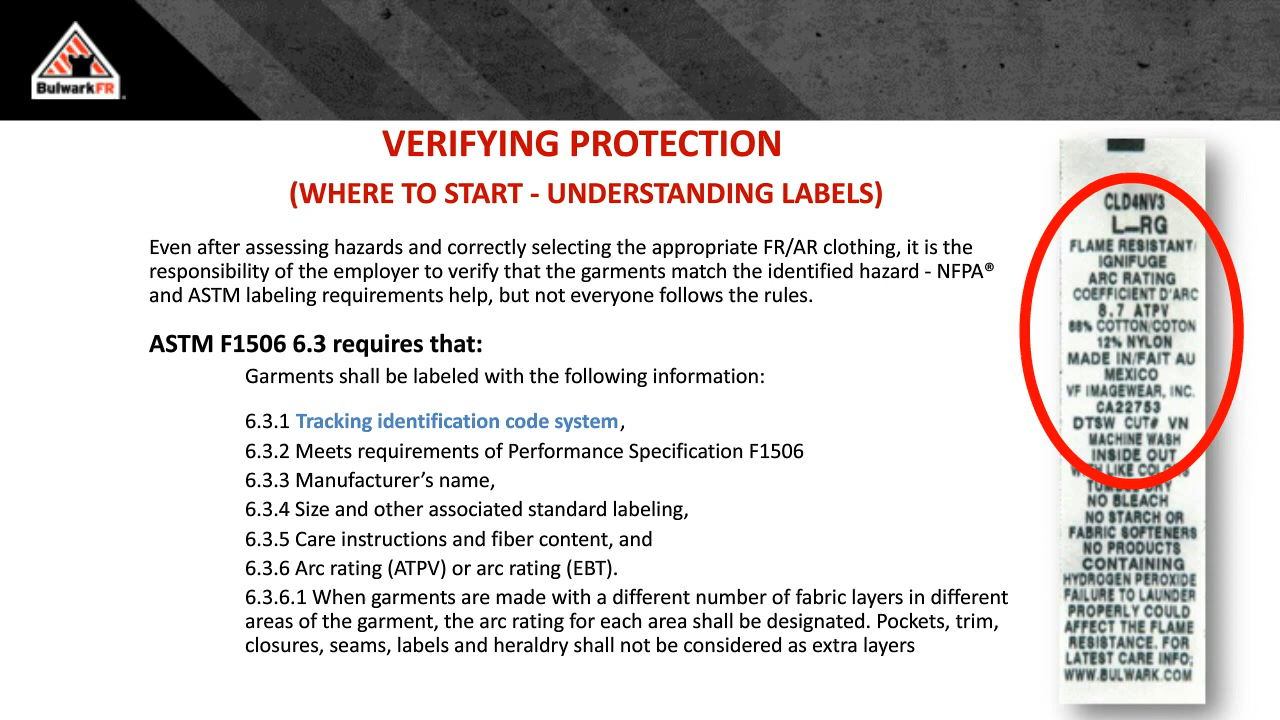 BulwarkFR
VERIFYING PROTECTION
(WHERE TO START - UNDERSTANDING LABELS)
Even after assessing hazards and correctly selecting the appropriate FR/AR clothing, it is the
responsibility of the employer to verify that the garments match the identified hazard - NFPA®
and ASTM labeling requirements help, but not everyone follows the rules.
ASTM F1506 6.3 requires that:
Garments shall be labeled with the following information:
6.3.1 Tracking identification code system,
6.3.2 Meets requirements of Performance Specification F1506
6.3.3 Manufacturer’s name,
6.3.4 Size and other associated standard labeling,
6.3.5 Care instructions and fiber content, and
6.3.6 Arc rating (ATPV) or arc rating (EBT).
6.3.6.1 When garments are made with a different number of fabric layers in different
areas of the garment, the arc rating for each area shall be designated. Pockets, trim,
closures, seams, labels and heraldry shall not be considered as extra layers
CLD4NV3
L–RG
FLAME RESISTANT/
IGNIFUGE
ARC RATING
COEFFICIENT D'ARC
8.7 ATPV
88% COTTON/COTON
12% NYLON
MADE IN/FAIT AU
MEXICO
VF IMAGEWEAR, INC.
CA22753
DTSW CUT# VN
MACHINE WASH
INSIDE OUT
WITH LIKE COLORS
TUMBLE DRY
NO BLEACH
NO STARCH OR
FABRIC SOFTENERS
NO PRODUCTS
CONTAINING
HYDROGEN PEROXIDE
FAILURE TO LAUNDER
PROPERLY COULD
AFFECT THE FLAME
RESISTANCE. FOR
LATEST CARE INFO;
WWW.BULWARK.COM